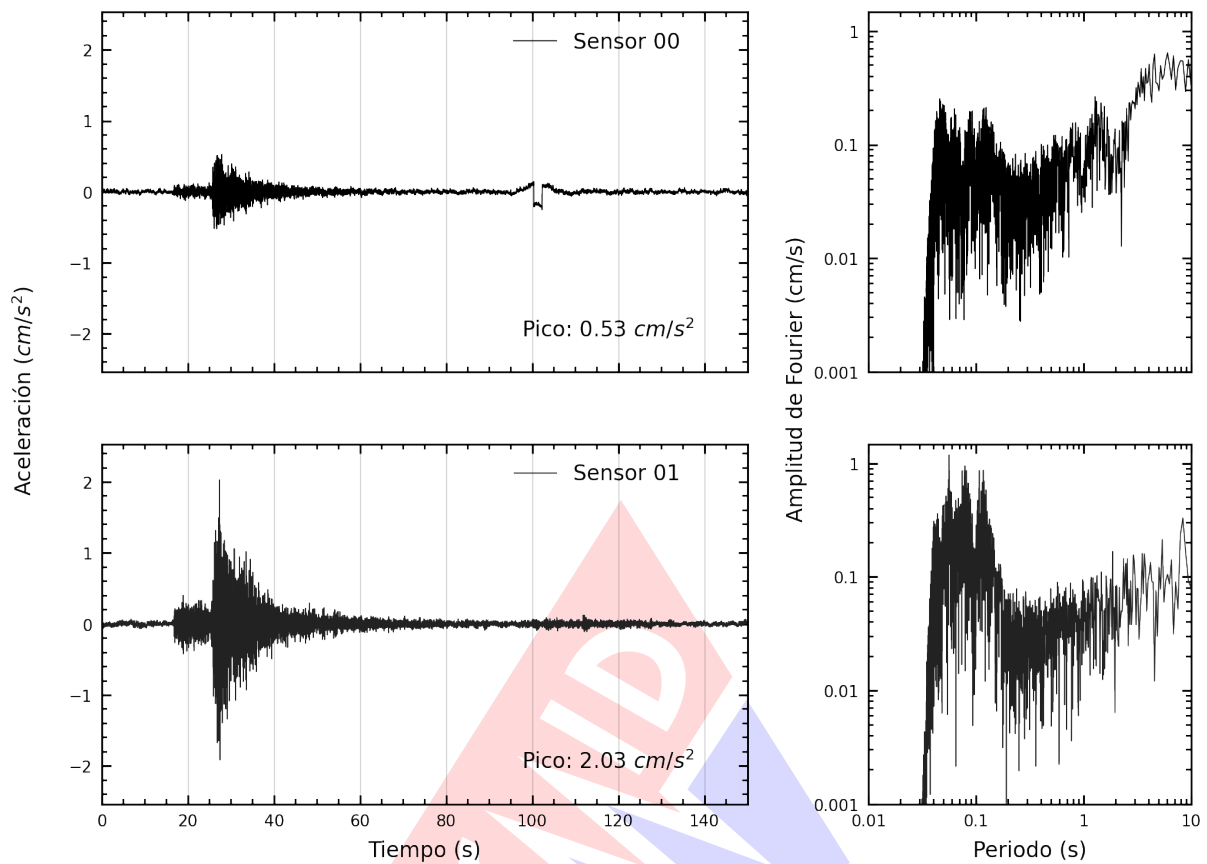 Aceleración (cm/s²)
2
1
0
−1
−2
Sensor 00
Pico: 0.53 cm/s²
2
1
0
−1
−2
Sensor 01
Pico: 2.03 cm/s²
0 20 40 60 80 100 120 140
Tiempo (s)
Amplitud de Fourier (cm/s)
1
0.1
0.01
0.001
1
0.1
0.01
0.001
0.01 0.1 1 10
Periodo (s)